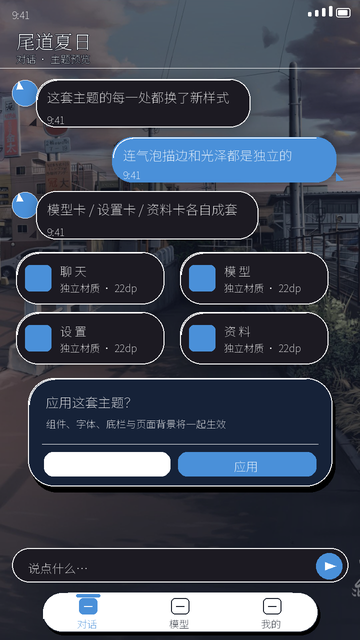 9:41
尾道夏日
对话 · 主题预览
这套主题的每一处都换了新样式
9:41
连气泡描边和光泽都是独立的
9:41
模型卡 / 设置卡 / 资料卡各自成套
9:41
聊天
独立材质 · 22dp
模型
独立材质 · 22dp
设置
独立材质 · 22dp
资料
独立材质 · 22dp
应用这套主题？
组件、字体、底栏与页面背景将一起生效
应用
说点什么…
对话
模型
我的